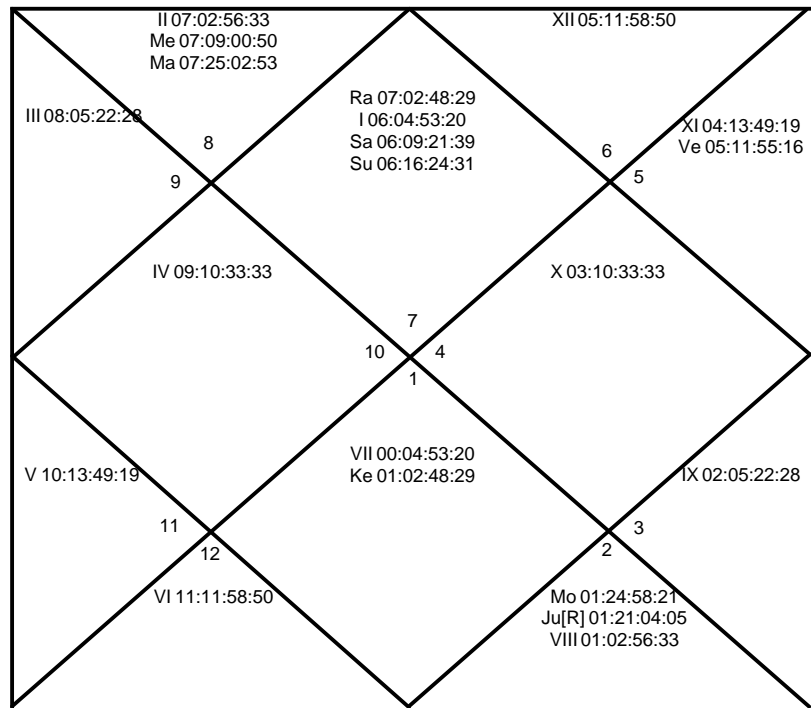 II 07:02:56:33
Me 07:09:00:50
Ma 07:25:02:53
XII 05:11:58:50
Ra 07:02:48:29
I 06:04:53:20
Sa 06:09:21:39
Su 06:16:24:31
III 08:05:22:28
XI 04:13:49:19
Ve 05:11:55:16
8
6
9
5
IV 09:10:33:33
X 03:10:33:33
7
10
4
1
VII 00:04:53:20
Ke 01:02:48:29
V 10:13:49:19
IX 02:05:22:28
11
3
12
2
VI 11:11:58:50
Mo 01:24:58:21
Ju[R] 01:21:04:05
VIII 01:02:56:33